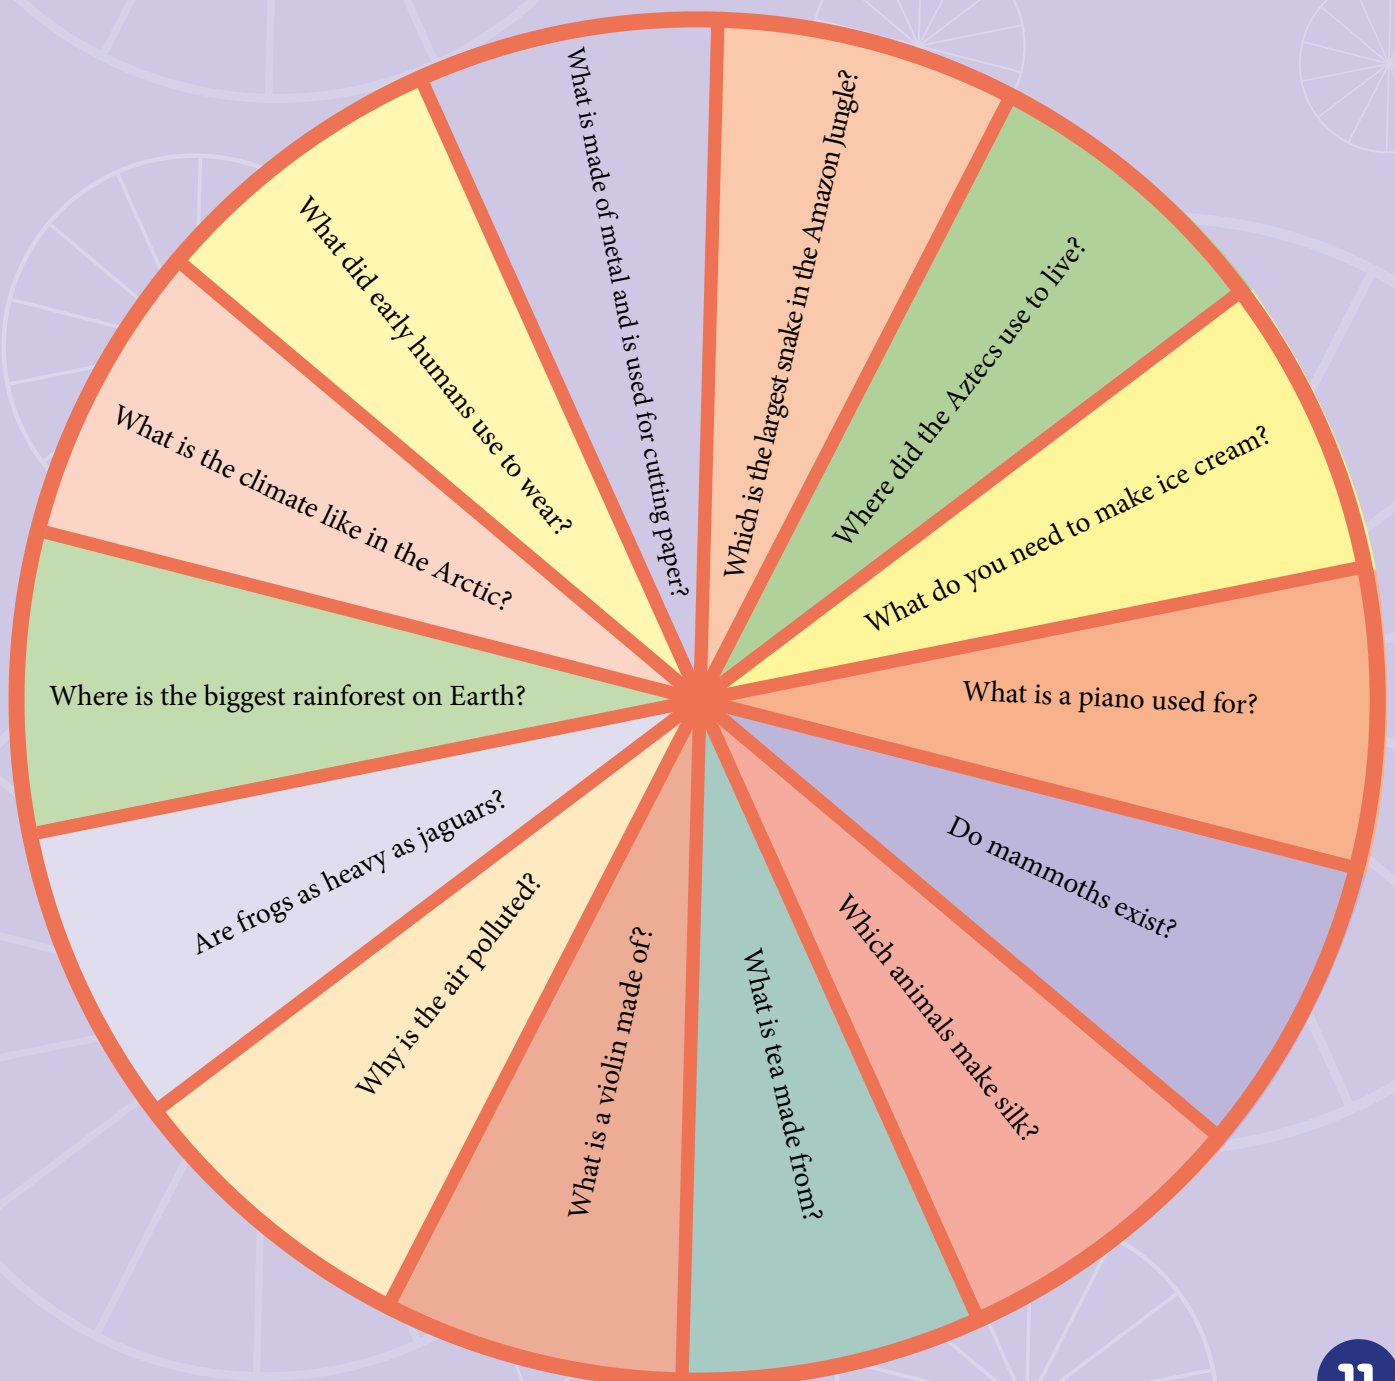 What is made of metal and is used for cutting paper?
Which is the largest snake in the Amazon Jungle?
Where did the Aztecs use to live?
What do you need to make ice cream?
What is a piano used for?
Do mammoths exist?
Which animals make silk?
What is tea made from?
What is a violin made of?
Why is the air polluted?
Are frogs as heavy as jaguars?
Where is the biggest rainforest on Earth?
What is the climate like in the Arctic?
What did early humans use to wear?
11